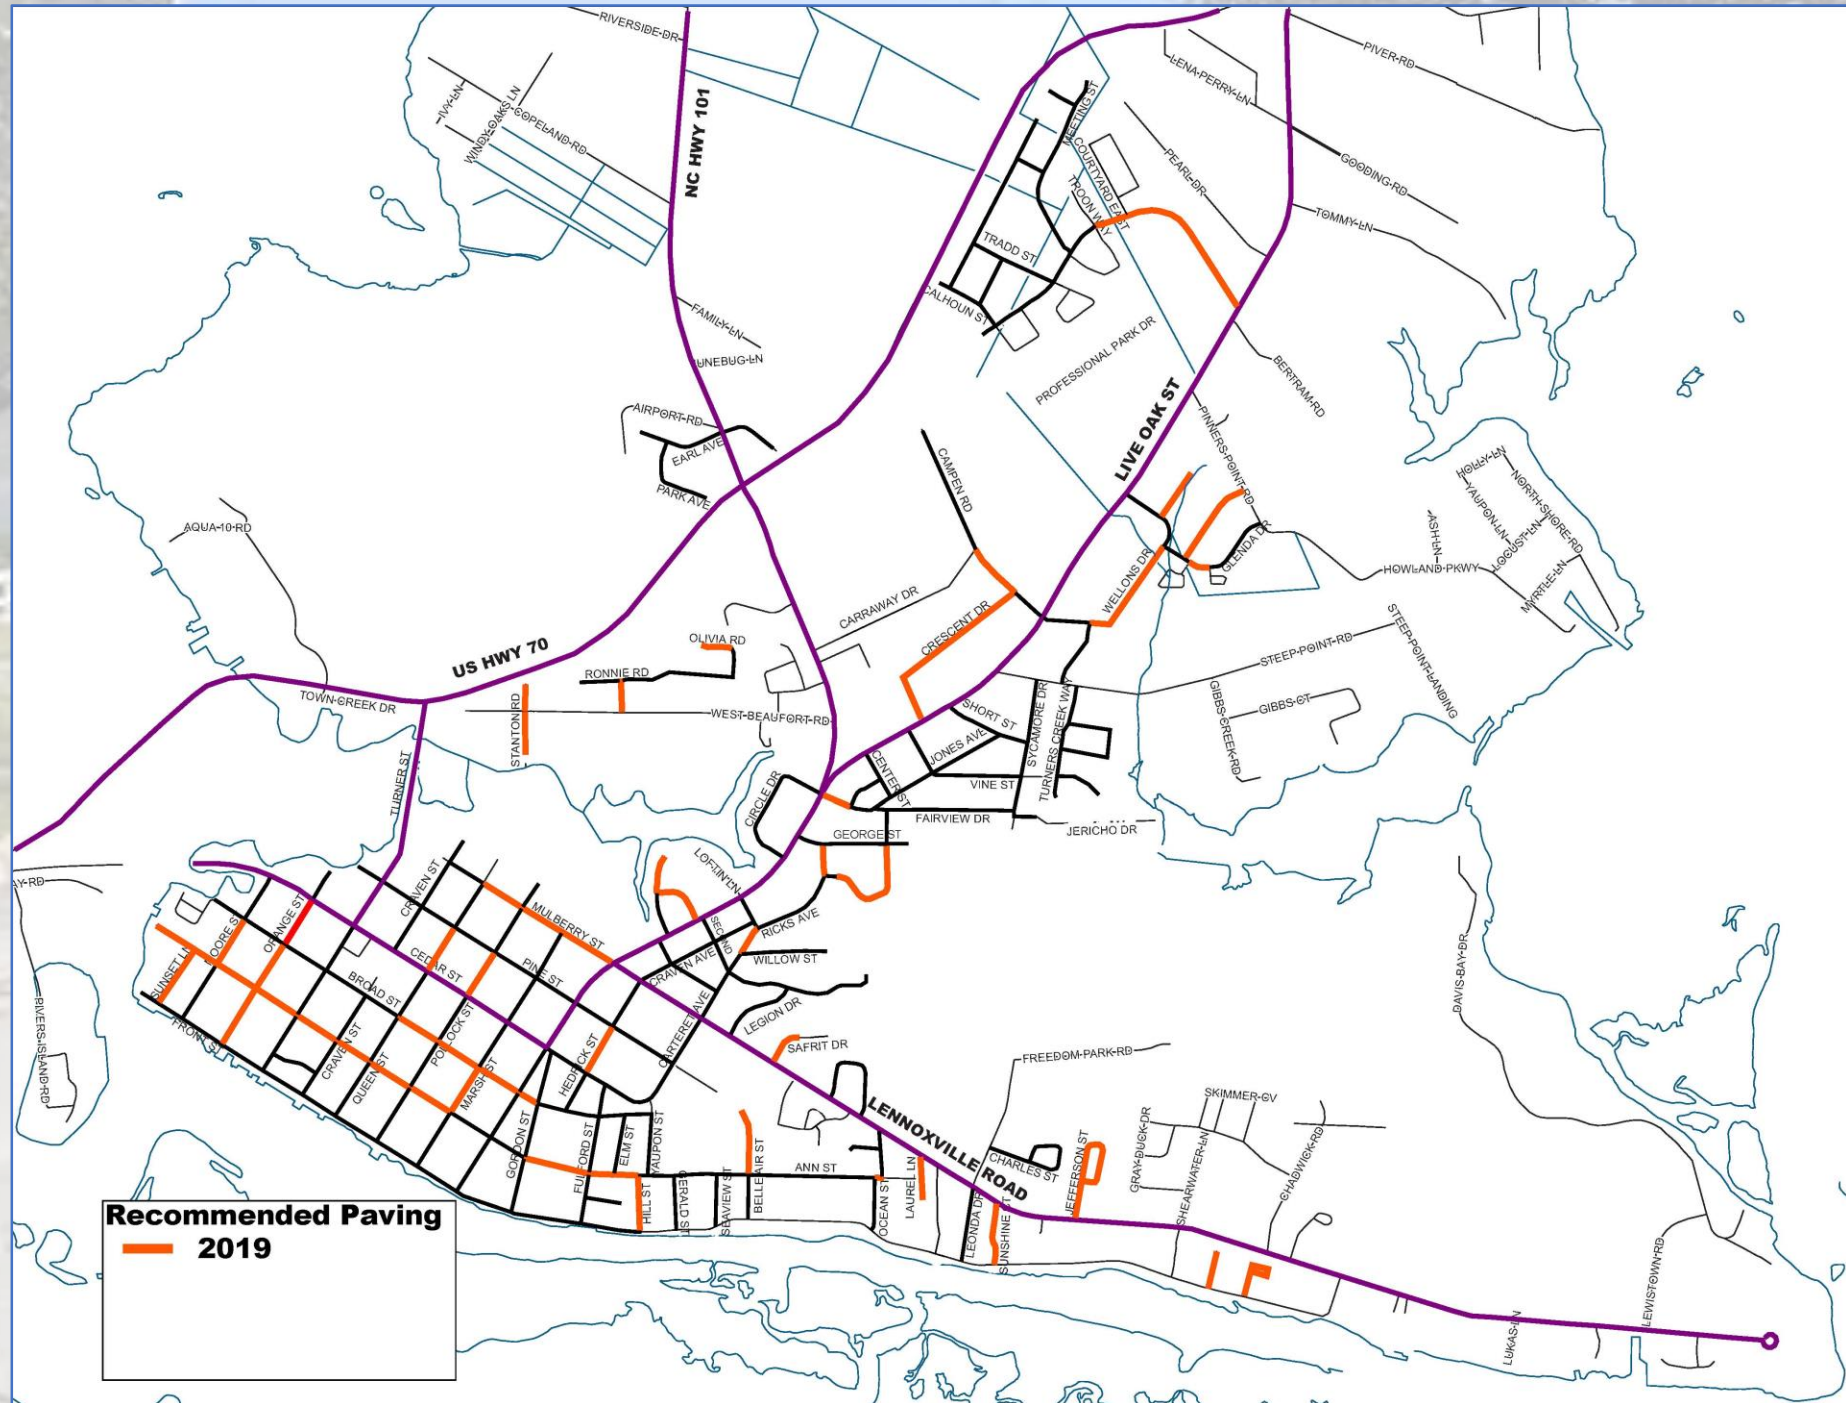 RIVERSIDE-DR
PIVER-RD
LENA-PERRY-LN
IVY-LN
WINDY-OAKS LN
COPELAND-RD
NC HWY 101
MEETING ST
COURTYARD EAST
TROON WAY
PEARL-DR
GOODING-RD
TOMMY-LN
TRADD ST
CALHOUN ST
FAMILY-LN
UNEBUG-LN
PROFESSIONAL PARK DR
BERTRAM-RD
LIVE OAK ST
PINNERS-POINT-RD
AIRPORT-RD
EARL AVE
PARK AVE
CAMPEN RD
HOLLY-LN
NORTH-SHORE-RD
YAUPON-LN
ASH-LN
LOCUST-LN
MYRTLE-LN
AQUA-10-RD
GLENDA DR
HOWLAND-PKWY
WELLONS DR
CARRAWAY DR
CRESCENT DR
STEEP-POINT-RD
STEEP-POINT-LANDING
OLIVIA RD
US HWY 70
RONNIE RD
TOWN-CREEK DR
STANTON RD
WEST-BEAUFORT-RD
SHORT ST
SYCAMORE DR
TURNERS CREEK WAY
GIBBS-CREEK-RD
GIBBS-CT
JONES AVE
CENTER ST
VINE ST
TURNER ST
CIRCLE DR
FAIRVIEW DR
JERICHO DR
GEORGE ST
LOFTIN LN
AY-RD
CRAVEN ST
MULBERRY ST
ORANGE ST
MOORE ST
SECOND
RICKS AVE
SUNSET LN
CEDAR ST
PINE ST
CRAVEN AVE
WILLOW ST
DAVIS-BAY-DR
BROAD ST
CARTERET AVE
LEGION DR
PIVERS-ISLAND-RD
FRONT ST
CRAVEN ST
QUEEN ST
POLLOCK ST
MARSH ST
HEDRICK ST
SAFRIT DR
FREEDOM-PARK-RD
LENNOXVILLE ROAD
SKIMMER-CV
GORDON ST
FULFORD ST
ELM ST
YAUPON ST
BELLEAIR ST
ANN ST
CHARLES ST
JEFFERSON ST
GRAY-DUCK-DR
SHEARWATER-LN
CHADWICK-RD
HILL ST
GERALD ST
SEAVIEW ST
OCEAN ST
LAUREL LN
LEONDA DR
SUNSHINE ST
LEWISTOWN-RD
LUKAS-LN
Recommended Paving
2019